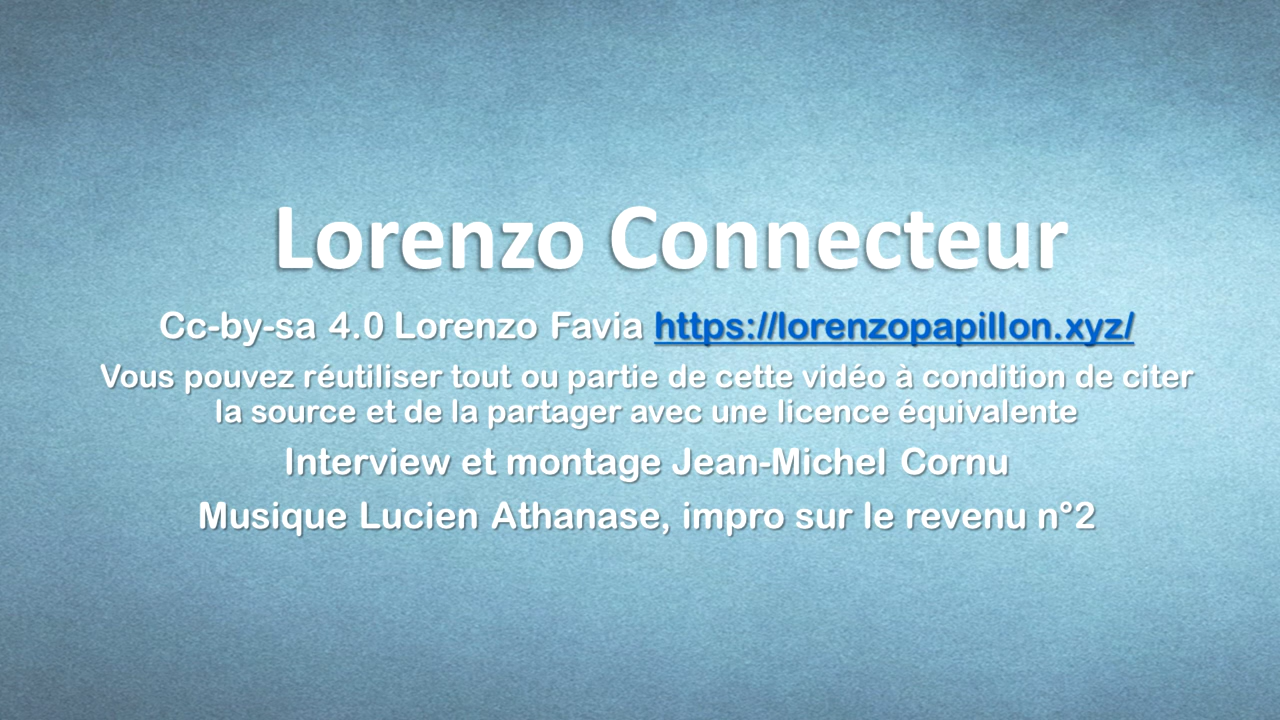 Lorenzo Connecteur
Cc-by-sa 4.0 Lorenzo Favia https://lorenzopapillon.xyz/
Vous pouvez réutiliser tout ou partie de cette vidéo à condition de citer
la source et de la partager avec une licence équivalente
Interview et montage Jean-Michel Cornu
Musique Lucien Athanase, impro sur le revenu n°2